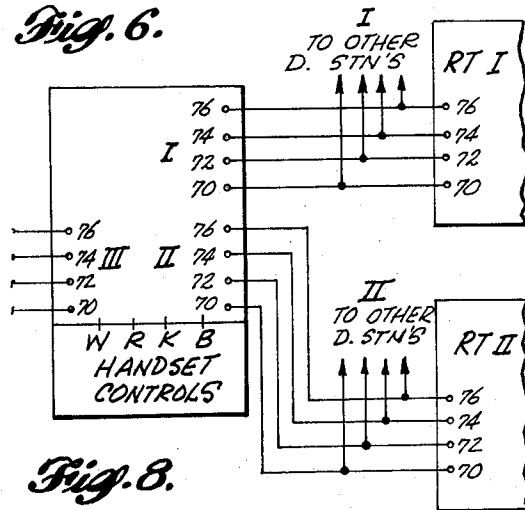 Fig. 6.
I
TO OTHER
D. STN'S
RT I
76
74
72
70
I
76
74
72
70
76
74
72
70
III
II
76
74
72
70
W R K B
HANDSET
CONTROLS
II
TO OTHER
D. STN'S
RT II
76
74
72
70
Fig. 8.